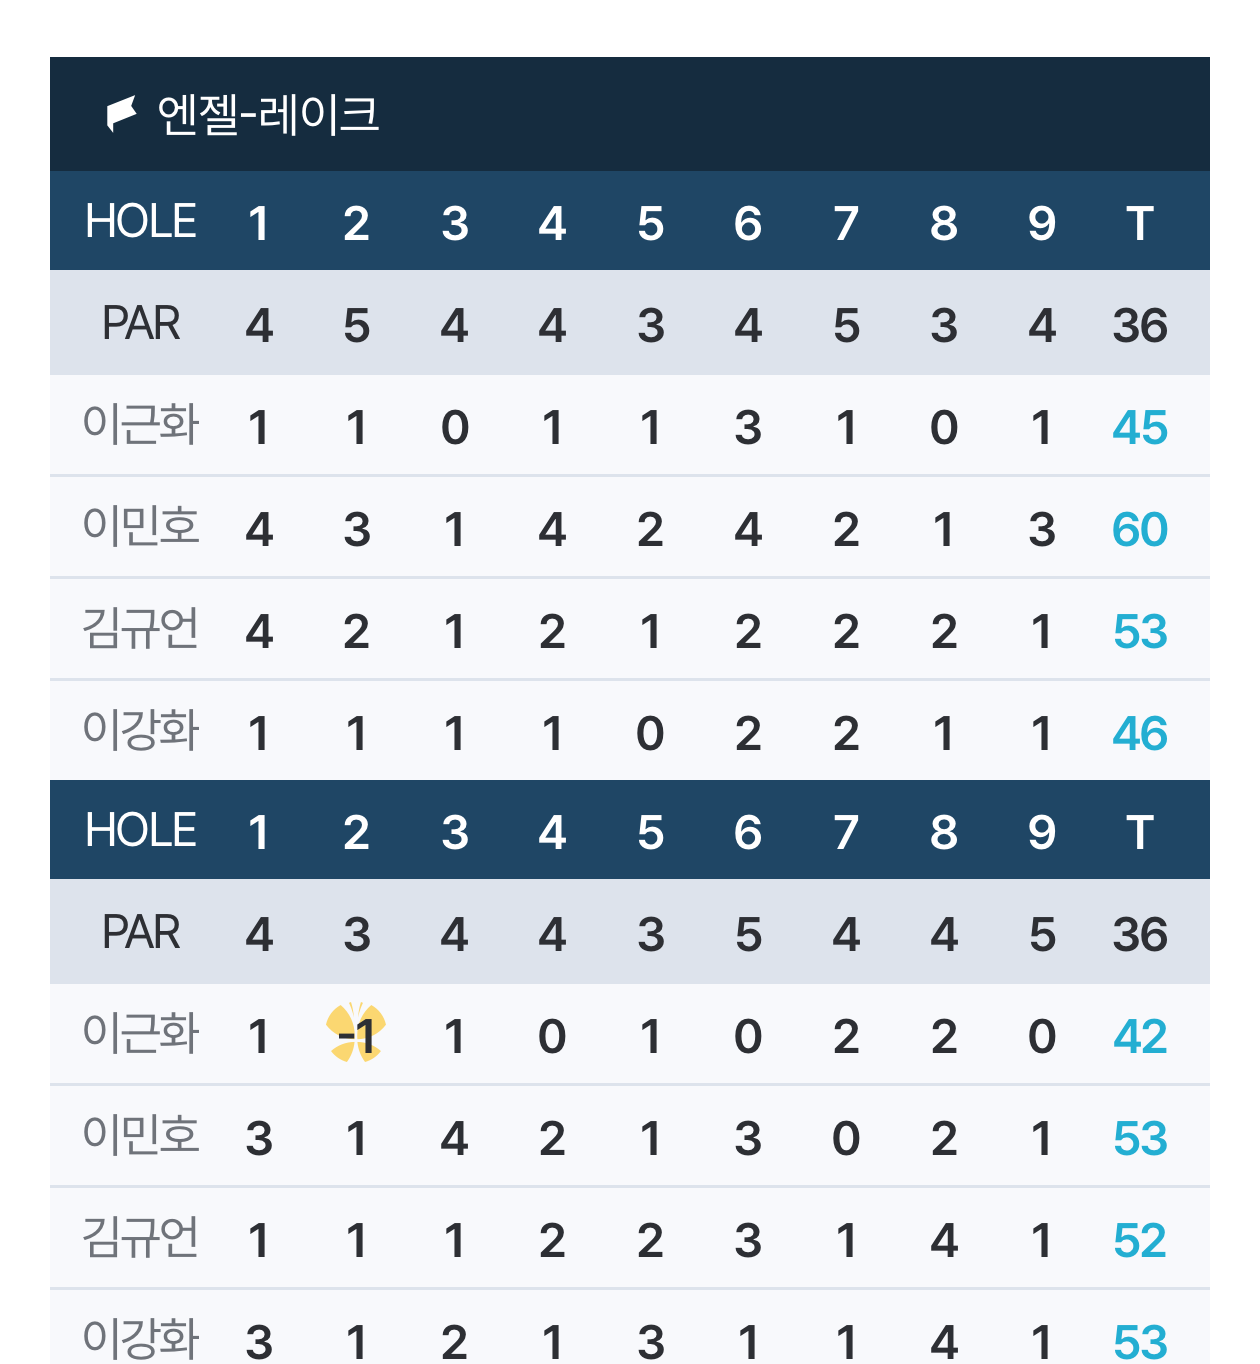 엔젤-레이크
HOLE 1 2 3 4 5 6 7 8 9 T
PAR 4 5 4 4 3 4 5 3 4 36
이근화 1 1 0 1 1 3 1 0 1 45
이민호 4 3 1 4 2 4 2 1 3 60
김규언 4 2 1 2 1 2 2 2 1 53
이강화 1 1 1 1 0 2 2 1 1 46
HOLE 1 2 3 4 5 6 7 8 9 T
PAR 4 3 4 4 3 5 4 4 5 36
이근화 1 -1 1 0 1 0 2 2 0 42
이민호 3 1 4 2 1 3 0 2 1 53
김규언 1 1 1 2 2 3 1 4 1 52
이강화 3 1 2 1 3 1 1 4 1 53